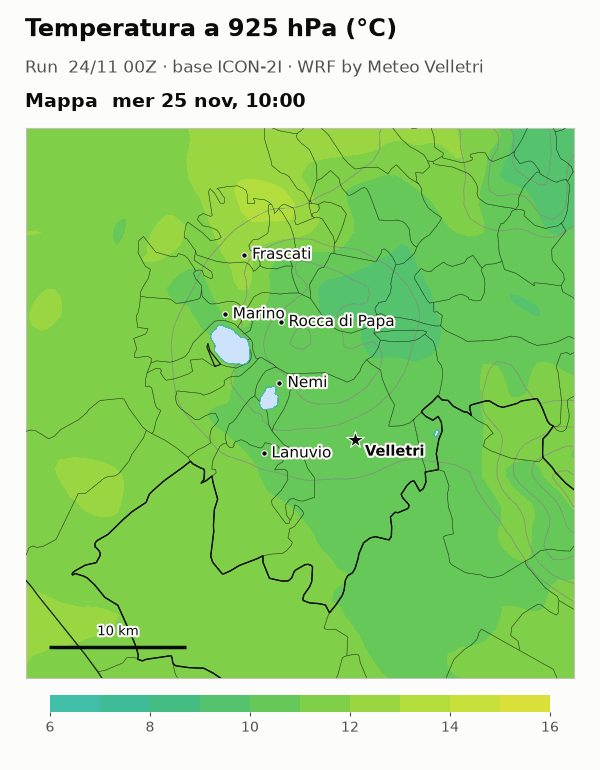 Temperatura a 925 hPa (°C)
Run  24/11 00Z · base ICON-2I · WRF by Meteo Velletri
Mappa  mer 25 nov, 10:00
Frascati
Marino
Rocca di Papa
Nemi
Velletri
Lanuvio
10 km
6 8 10 12 14 16